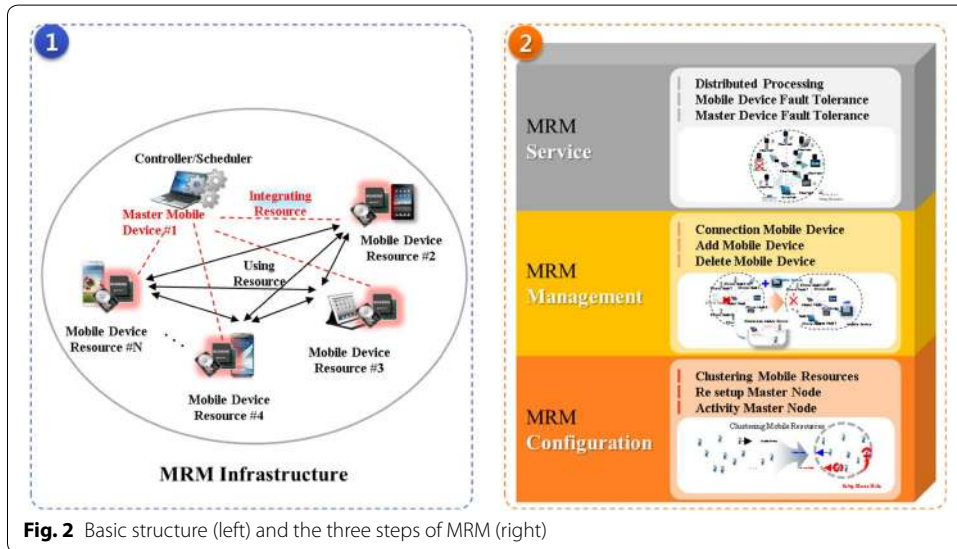 1
Controller/Scheduler
Integrating
Resource
Master Mobile
Device #1
Mobile Device
Resource #2
Using
Resource
Mobile Device
Resource #N
. . .
Mobile Device
Resource #3
Mobile Device
Resource #4
MRM Infrastructure
2
MRM
Service
Distributed Processing
Mobile Device Fault Tolerance
Master Device Fault Tolerance
MRM
Management
Connection Mobile Device
Add Mobile Device
Delete Mobile Device
MRM
Configuration
Clustering Mobile Resources
Re setup Master Node
Activity Master Node
Clustering Mobile Resources
Fig. 2 Basic structure (left) and the three steps of MRM (right)